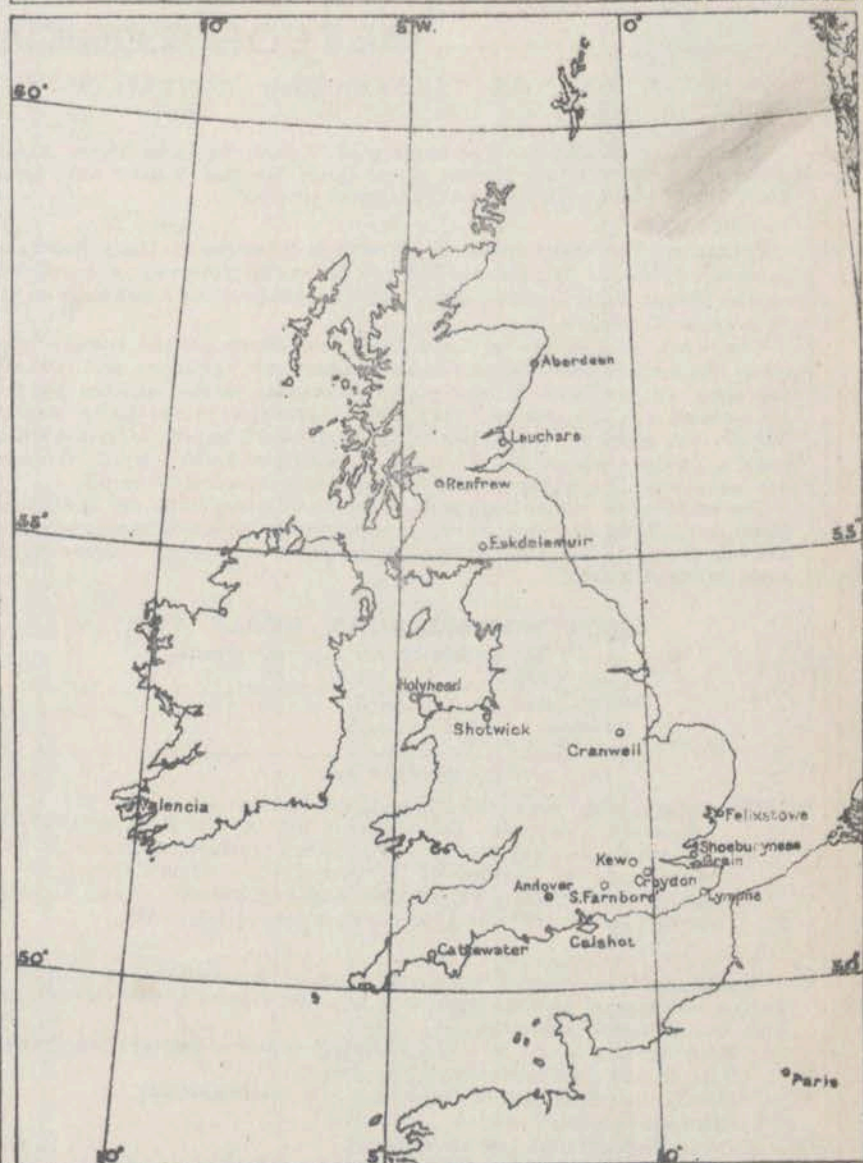 10° 5° W. 0°
60°
Aberdeen
Leuchars
Renfrew
55° 55
Eskdalemuir
Holyhead
Shotwick
Cranwell
Valencia
Felixstowe
Shoeburyness
Kew Grain
Croydon
Andover S. Farnboro Lympne
Calshot
Cattewater
50° 50
Paris
10° 5° 0°